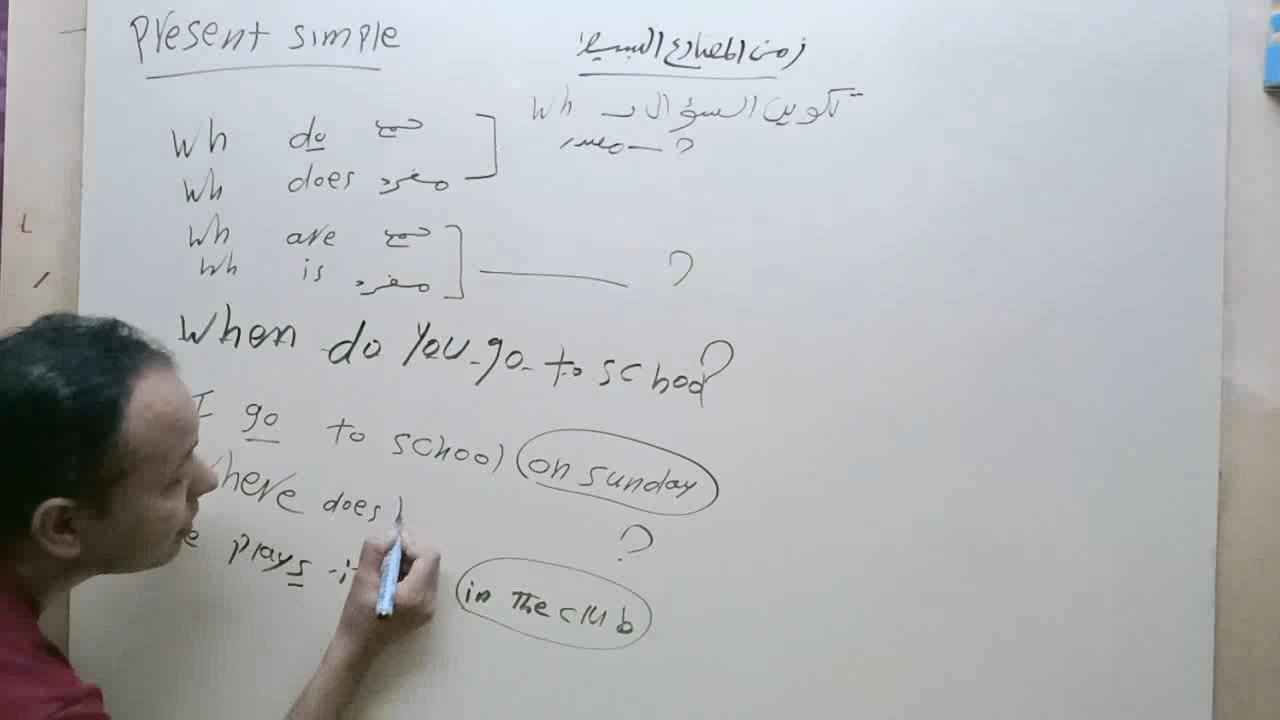 Present simple
زمن المضارع البسيط
تكوين السؤال بـ Wh
Wh do جمع
مصدر ـــ ؟
Wh does مفرد
Wh are جمع
Wh is مفرد ——— ?
When do you go to school?
I go to school on sunday
here does h
?
e plays it in the club